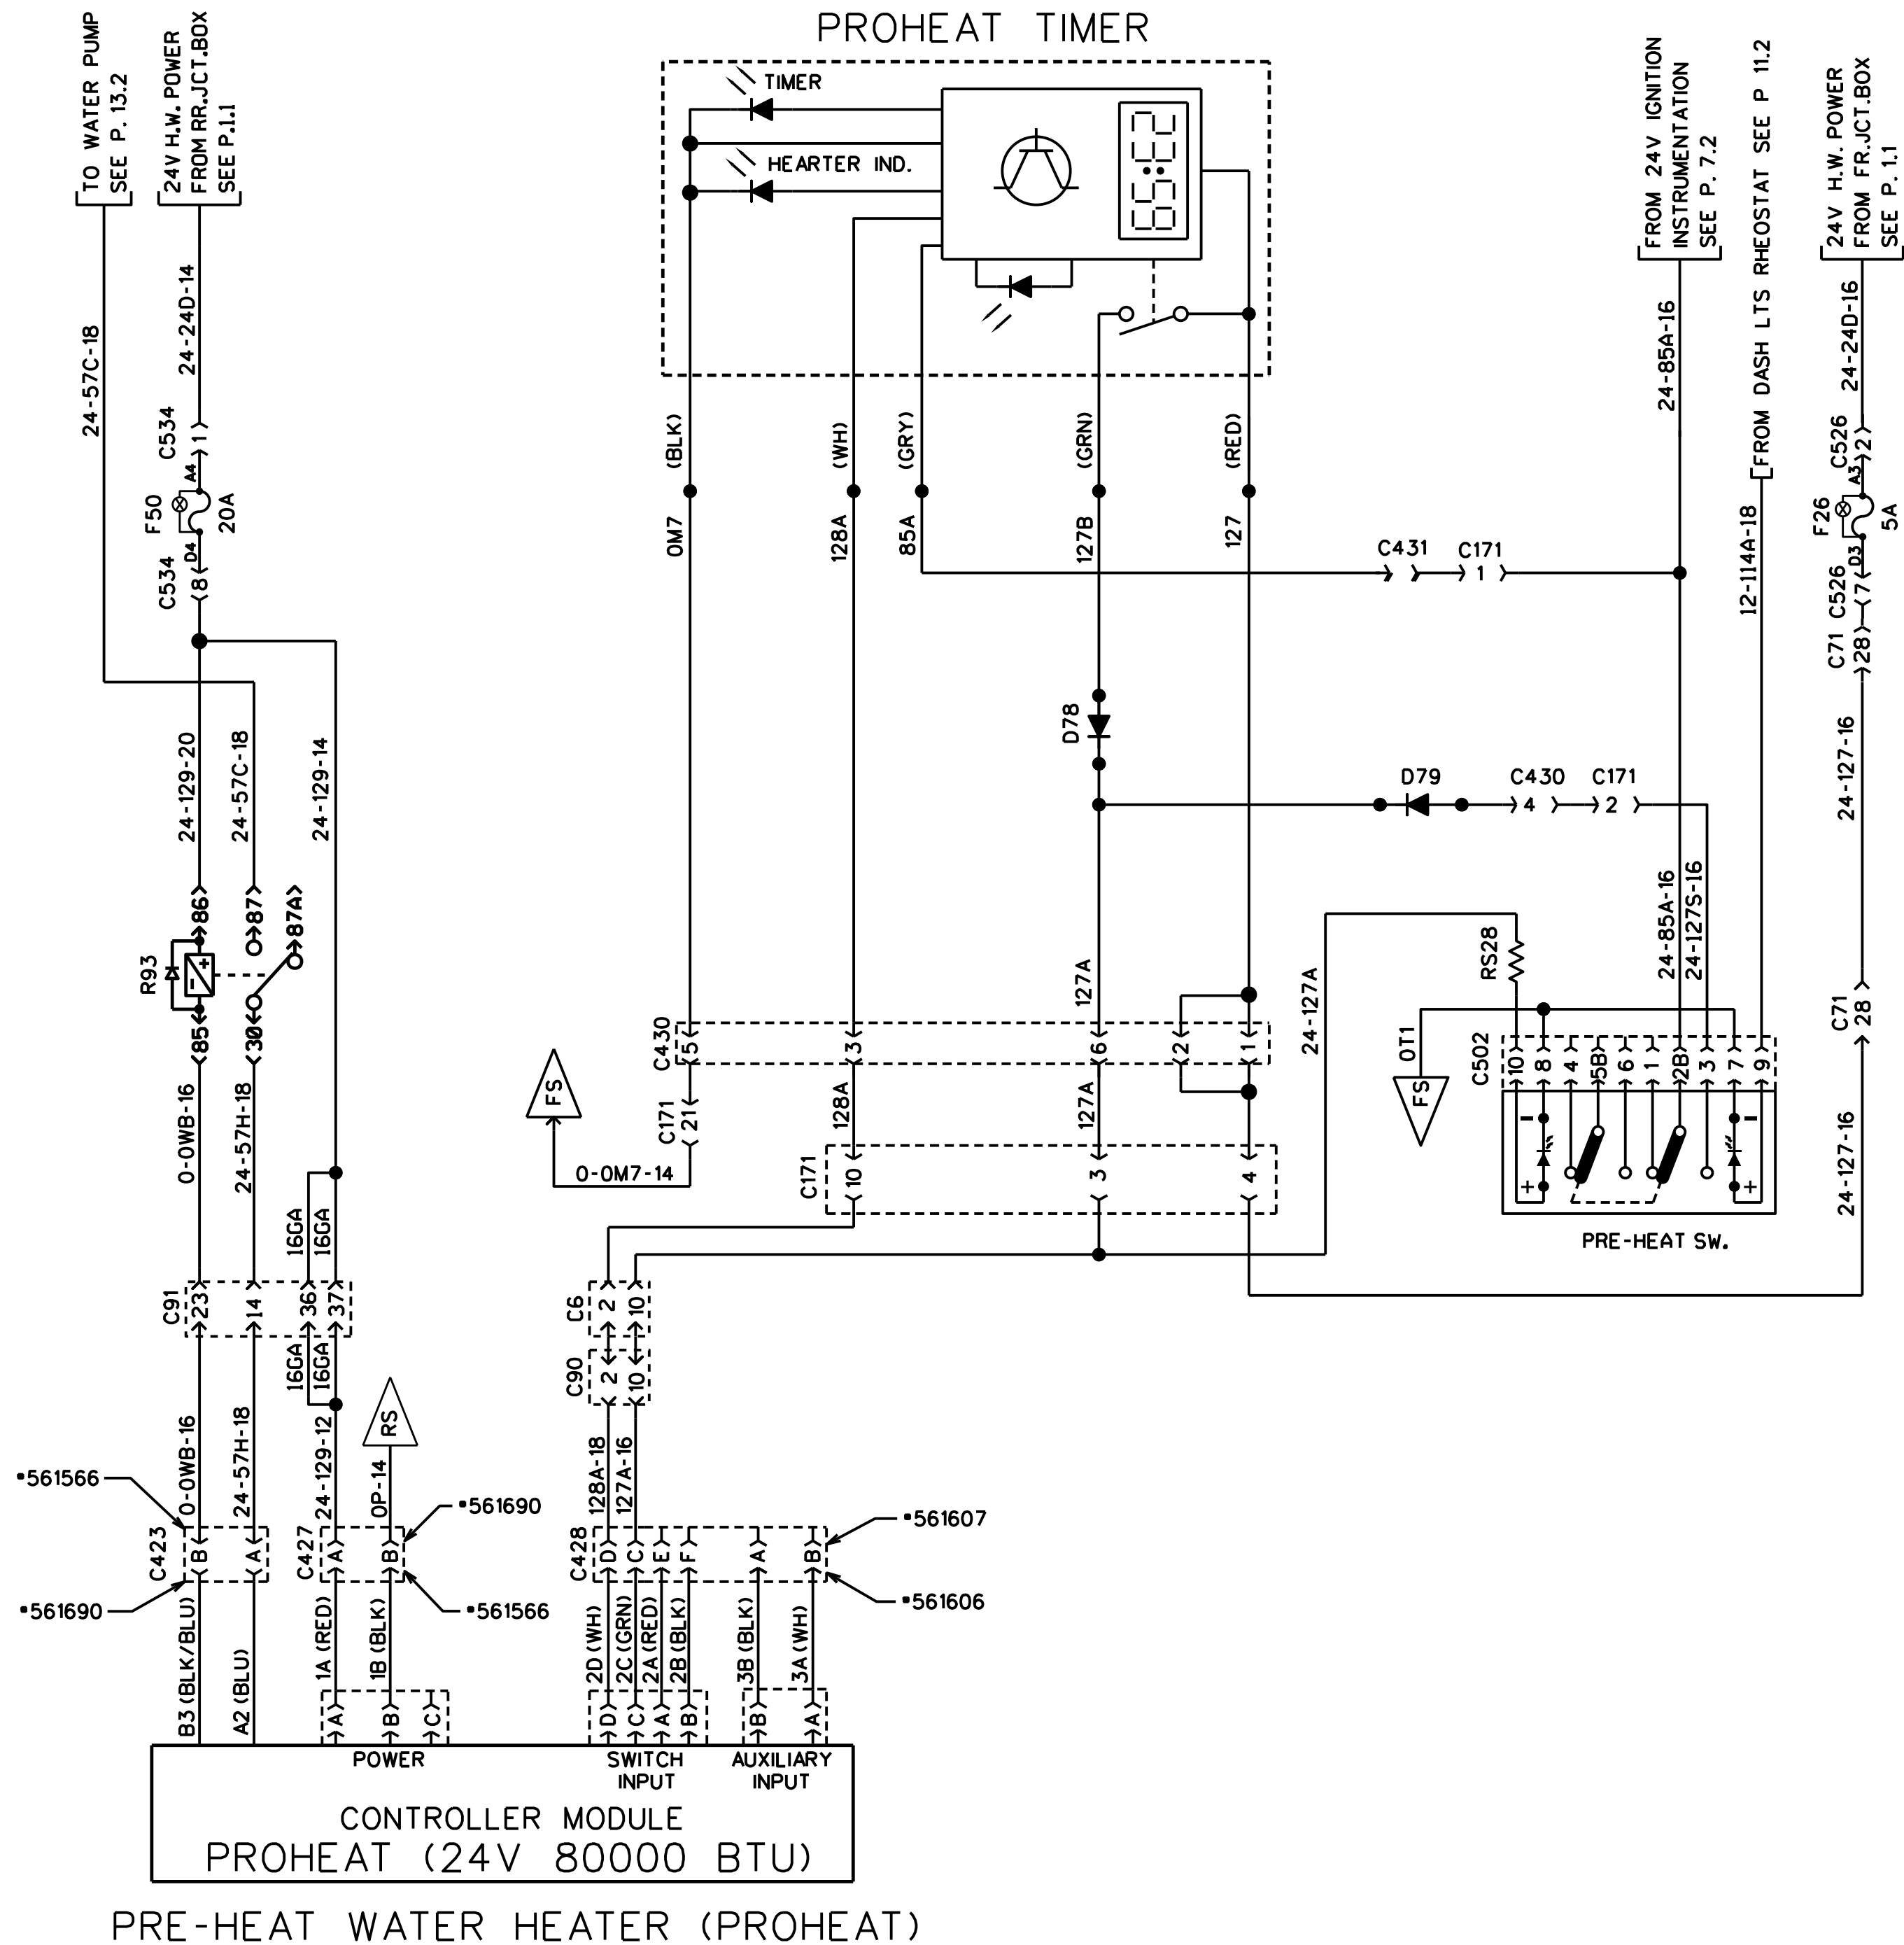 PROHEAT TIMER
TO WATER PUMP
SEE P. 13.2
24V H.W. POWER
FROM RR.JCT.BOX
SEE P.1.1
TIMER
HEARTER IND.
FROM 24V IGNITION
INSTRUMENTATION
SEE P. 7.2
FROM DASH LTS RHEOSTAT SEE P 11.2
24V H.W. POWER
FROM FR.JCT.BOX
SEE P. 1.1
24-57C-18
24-24D-14
24-85A-16
24-24D-16
C534
1
A4
F50
20A
D4
C534
8
(BLK)
(WH)
(GRY)
(GRN)
(RED)
0M7
128A
85A
127B
127
C431
C171
1
12-114A-18
C526
2
A3
F26
5A
D3
C526
7
C71
28
24-129-20
24-57C-18
24-129-14
D78
D79
C430
C171
4
2
24-127-16
86
87
87A
R93
+
-
85
30
24-85A-16
24-127S-16
RS28
127A
24-127A
C430
5
3
6
2
1
C71
28
0T1
FS
C502
10
8
4
5B
6
1
2B
3
7
9
-
-
+
+
PRE-HEAT SW.
24-127-16
FS
0-0M7-14
C171
21
128A
127A
C171
10
3
4
0-0WB-16
24-57H-18
16GA
16GA
C91
23
14
36
37
16GA
16GA
C6
2
10
C90
2
10
RS
0-0WB-16
24-57H-18
24-129-12
0P-14
128A-18
127A-16
*561566
*561690
*561607
C423
B
A
C427
A
B
C428
D
C
E
F
A
B
*561690
*561566
*561606
B3 (BLK/BLU)
A2 (BLU)
1A (RED)
1B (BLK)
2D (WH)
2C (GRN)
2A (RED)
2B (BLK)
3B (BLK)
3A (WH)
A
B
C
D
C
A
B
B
A
POWER
SWITCH
INPUT
AUXILIARY
INPUT
CONTROLLER MODULE
PROHEAT (24V 80000 BTU)
PRE-HEAT WATER HEATER (PROHEAT)